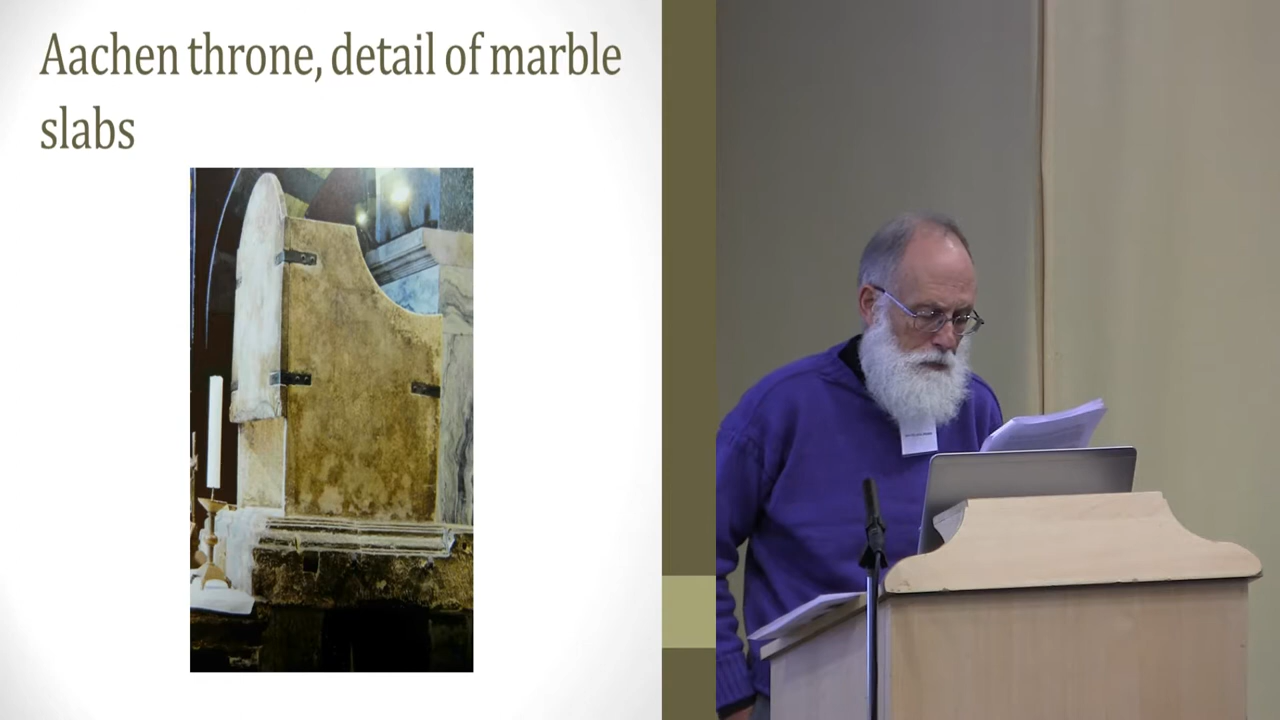 Aachen throne, detail of marble
slabs